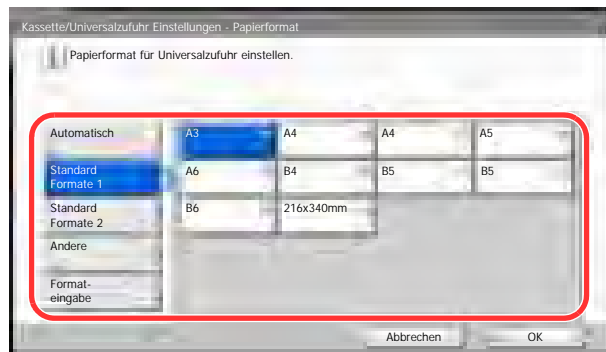 Kassette/Universalzufuhr Einstellungen - Papierformat
Papierformat für Universalzufuhr einstellen.
Automatisch
A3
A4
A4
A5
Standard
Formate 1
A6
B4
B5
B5
Standard
Formate 2
B6
216x340mm
Andere
Format-
eingabe
Abbrechen
OK